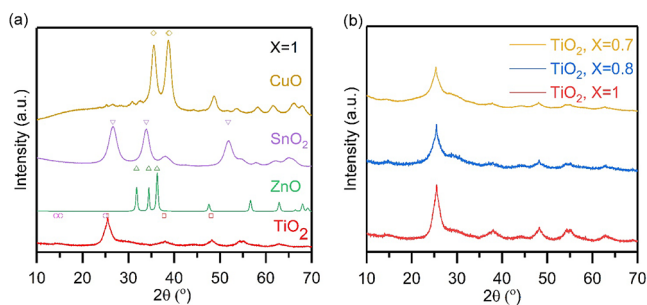 (a)
X=1
CuO
SnO₂
ZnO
TiO₂
Intensity (a.u.)
10 20 30 40 50 60 70
2θ (°)
(b)
TiO₂, X=0.7
TiO₂, X=0.8
TiO₂, X=1
Intensity (a.u.)
10 20 30 40 50 60 70
2θ (°)